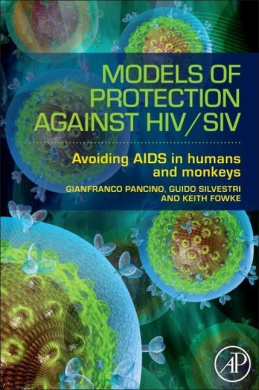 MODELS OF
PROTECTION
AGAINST HIV/SIV
Avoiding AIDS in humans
and monkeys
GIANFRANCO PANCINO, GUIDO SILVESTRI
AND KEITH FOWKE
AP